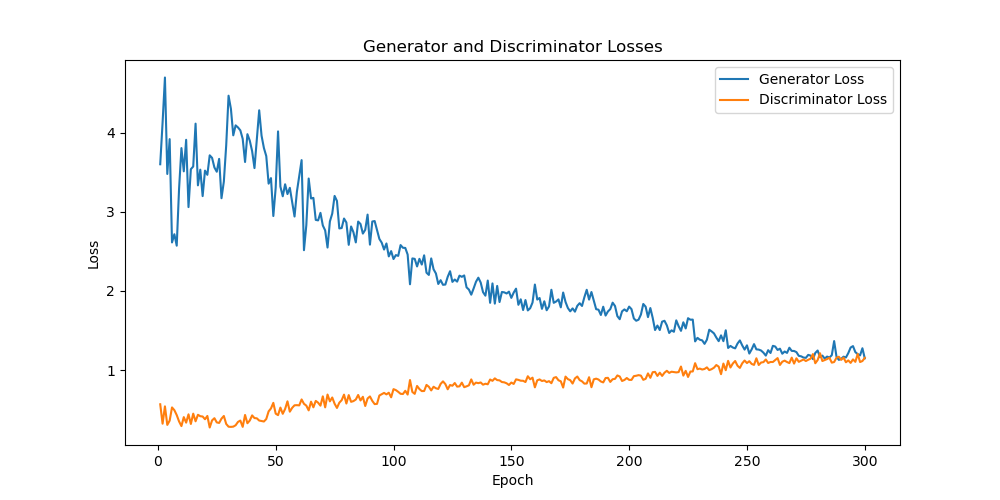 Generator and Discriminator Losses
Generator Loss
Discriminator Loss
Loss
4
3
2
1
0
50
100
150
200
250
300
Epoch